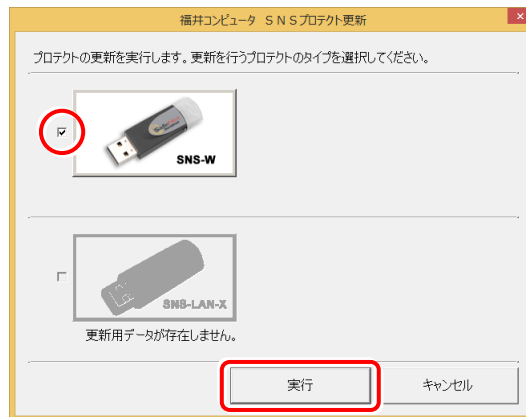 福井コンピュータ SNSプロテクト更新
プロテクトの更新を実行します。更新を行うプロテクトのタイプを選択してください。
SNS-W
SNS-LAN-X
更新用データが存在しません。
実行
キャンセル